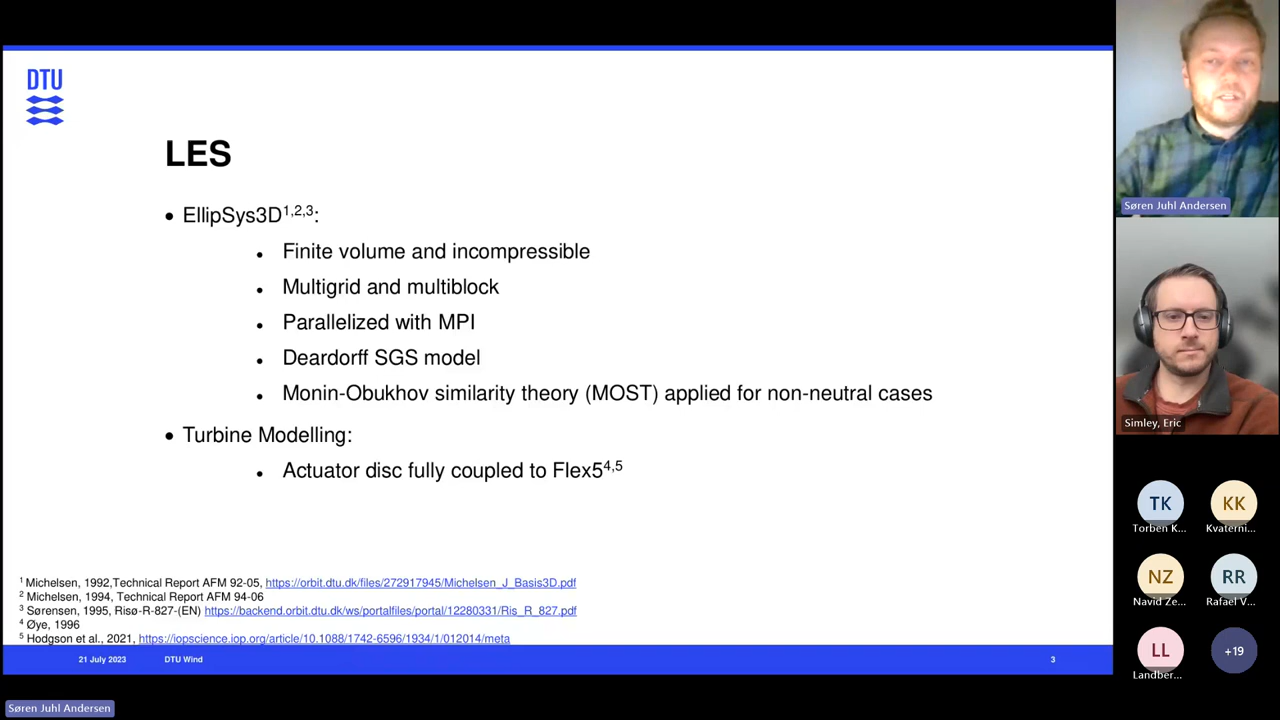 DTU
LES
• EllipSys3D1,2,3:
• Finite volume and incompressible
• Multigrid and multiblock
• Parallelized with MPI
• Deardorff SGS model
• Monin-Obukhov similarity theory (MOST) applied for non-neutral cases
• Turbine Modelling:
• Actuator disc fully coupled to Flex54,5
1 Michelsen, 1992,Technical Report AFM 92-05, https://orbit.dtu.dk/files/272917945/Michelsen_J_Basis3D.pdf
2 Michelsen, 1994, Technical Report AFM 94-06
3 Sørensen, 1995, Risø-R-827-(EN) https://backend.orbit.dtu.dk/ws/portalfiles/portal/12280331/Ris_R_827.pdf
4 Øye, 1996
5 Hodgson et al., 2021, https://iopscience.iop.org/article/10.1088/1742-6596/1934/1/012014/meta
21 July 2023 DTU Wind 3
Søren Juhl Andersen
Søren Juhl Andersen
Simley, Eric
TK KK
Torben K... Kvaterni...
NZ RR
Navid Ze... Rafael V...
LL +19
Landber...